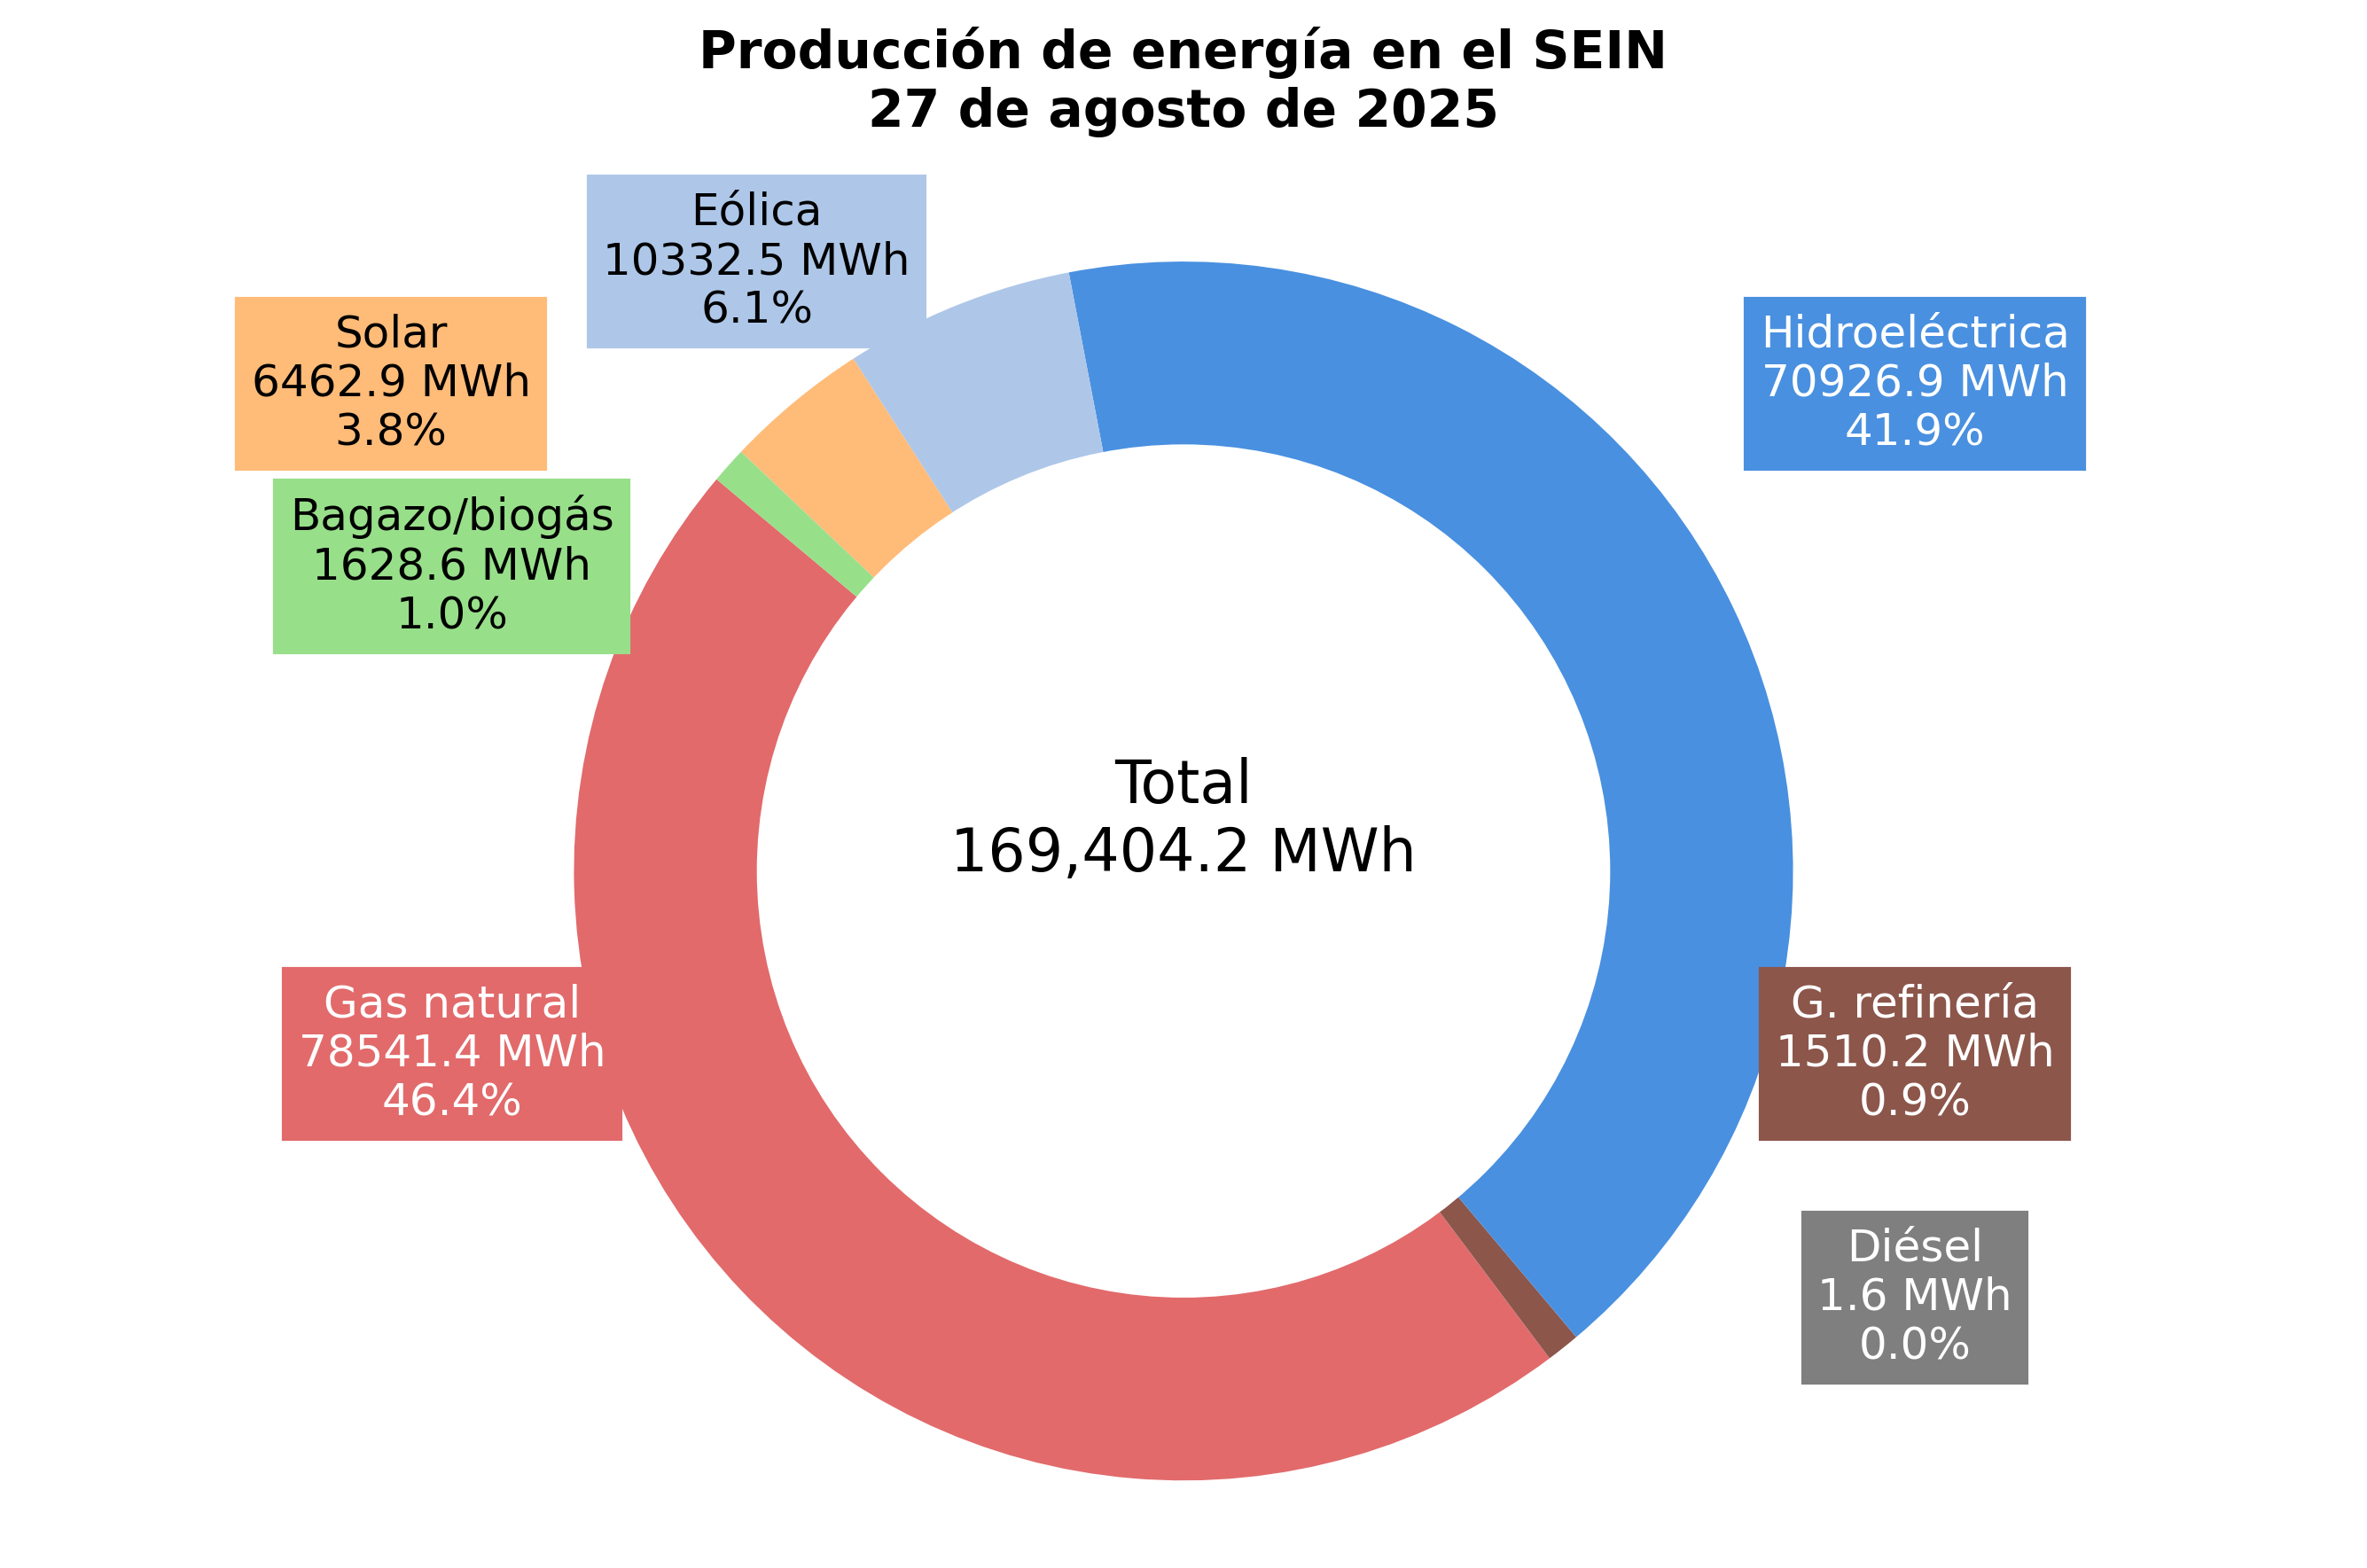 Producción de energía en el SEIN
27 de agosto de 2025
Eólica
10332.5 MWh
6.1%
Solar
6462.9 MWh
3.8%
Hidroeléctrica
70926.9 MWh
41.9%
Bagazo/biogás
1628.6 MWh
1.0%
Total
169,404.2 MWh
Gas natural
78541.4 MWh
46.4%
G. refinería
1510.2 MWh
0.9%
Diésel
1.6 MWh
0.0%